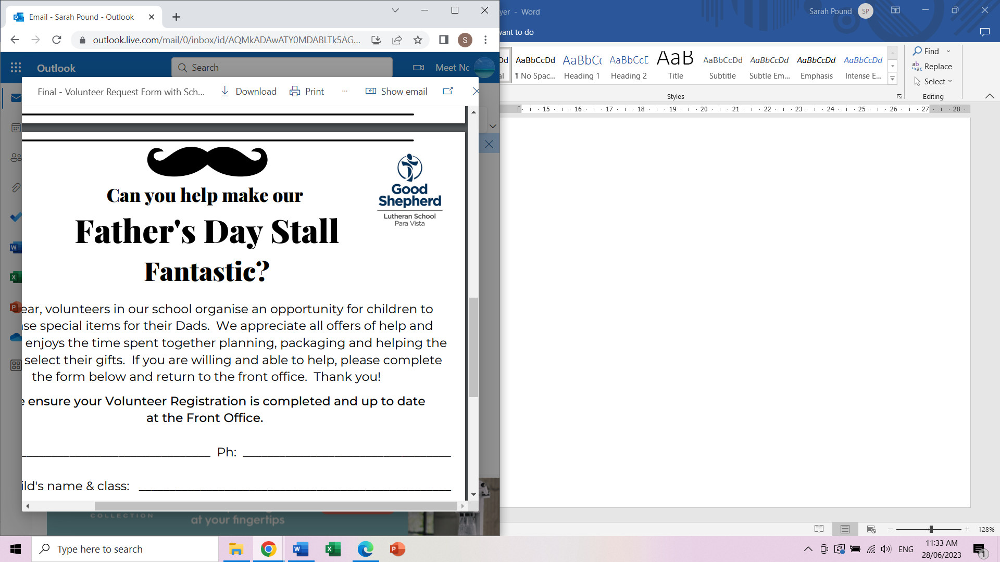 Email - Sarah Pound - Outlook
outlook.live.com/mail/0/inbox/id/AQMkADAwATY0MDABLTk5AG...
S
Outlook
Search
Meet Nc
Final - Volunteer Request Form with Sch...
Download
Print
...
Show email
Can you help make our
Father's Day Stall
Fantastic?
Good
Shepherd
Lutheran School
Para Vista
ear, volunteers in our school organise an opportunity for children to
se special items for their Dads. We appreciate all offers of help and
enjoys the time spent together planning, packaging and helping the
select their gifts. If you are willing and able to help, please complete
the form below and return to the front office. Thank you!
e ensure your Volunteer Registration is completed and up to date
at the Front Office.
Ph:
ild's name & class:
COLLECTION
at your fingertips
yer - Word
Sarah Pound
SP
vant to do
AaBbCcDd
AaBbC
AaBbCcD
AaB
AaBbCcDd
AaBbCcDd
AaBbCcDd
AaBbCcDd
al
¶ No Spac...
Heading 1
Heading 2
Title
Subtitle
Subtle Em...
Emphasis
Intense E...
Find
Replace
Select
Styles
Editing
15 16 17 18 19 20 21 22 23 24 25 26 27 28
128%
Type here to search
ENG
11:33 AM
28/06/2023
1